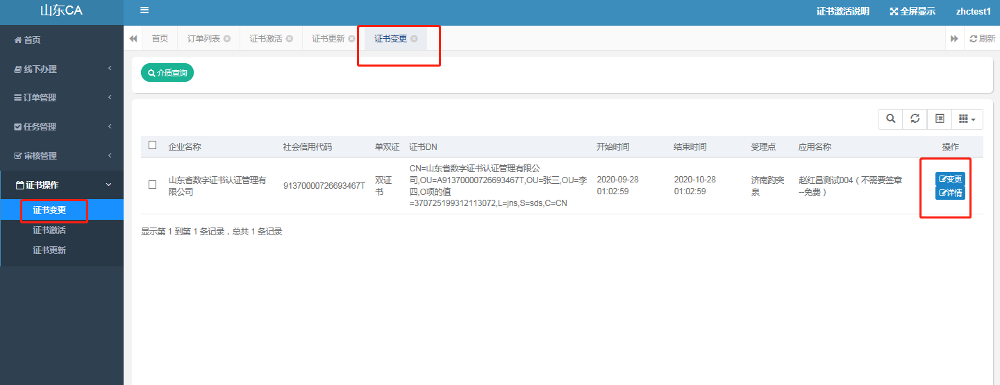 山东CA
证书激活说明
全屏显示
zhctest1
首页
线下办理
订单管理
任务管理
审核管理
证书操作
证书变更
证书激活
证书更新
首页
订单列表
证书激活
证书更新
证书变更
刷新
介质查询
企业名称 社会信用代码 单双证 证书DN 开始时间 结束时间 受理点 应用名称 操作
山东省数字证书认证管理有
限公司
91370000726693467T
双证
书
CN=山东省数字证书认证管理有限公
司,OU=A91370000726693467T,OU=张三,OU=李
四,O项的值
=370725199312113072,L=jns,S=sds,C=CN
2020-09-28
01:02:59
2020-10-28
01:02:59
济南趵突
泉
赵红昌测试004（不需要签章
--免费）
变更
详情
显示第 1 到第 1 条记录，总共 1 条记录